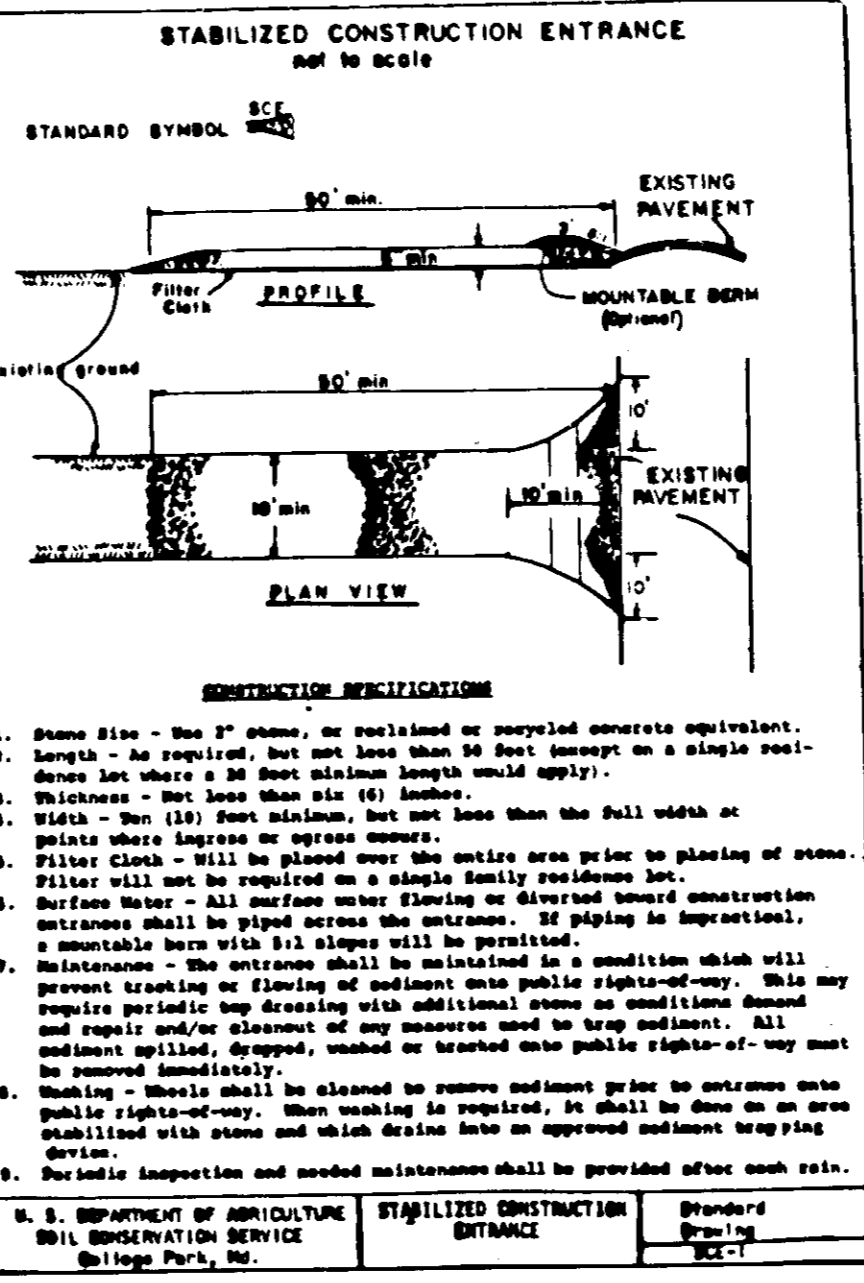 STABILIZED CONSTRUCTION ENTRANCE
not to scale
SCE
STANDARD SYMBOL
50' min.
EXISTING
PAVEMENT
min
Filter
Cloth
PROFILE
MOUNTABLE BERM
(Optional)
ground
50' min
10'
10' min
10' min
EXISTING
PAVEMENT
10'
PLAN VIEW
CONSTRUCTION SPECIFICATIONS
Stone Size - Use 2" stone, or reclaimed or recycled concrete equivalent.
Length - As required, but not less than 50 feet (except on a single resi-
dence lot where a 30 foot minimum length would apply).
Thickness - Not less than six (6) inches.
Width - Ten (10) foot minimum, but not less than the full width at
points where ingress or egress occurs.
Filter Cloth - Will be placed over the entire area prior to placing of stone.
Filter will not be required on a single family residence lot.
Surface Water - All surface water flowing or diverted toward construction
entrances shall be piped across the entrance. If piping is impractical,
a mountable berm with 5:1 slopes will be permitted.
7. Maintenance - The entrance shall be maintained in a condition which will
prevent tracking or flowing of sediment onto public rights-of-way. This may
require periodic top dressing with additional stone as conditions demand
and repair and/or cleanout of any measures used to trap sediment. All
sediment spilled, dropped, washed or tracked onto public rights-of-way must
be removed immediately.
Washing - Wheels shall be cleaned to remove sediment prior to entrance onto
public rights-of-way. When washing is required, it shall be done on an area
stabilized with stone and which drains into an approved sediment trapping
device.
9. Periodic inspection and needed maintenance shall be provided after each rain.
U. S. DEPARTMENT OF AGRICULTURE
SOIL CONSERVATION SERVICE
College Park, Md.
STABILIZED CONSTRUCTION
ENTRANCE
Standard
Drawing
SCE-1